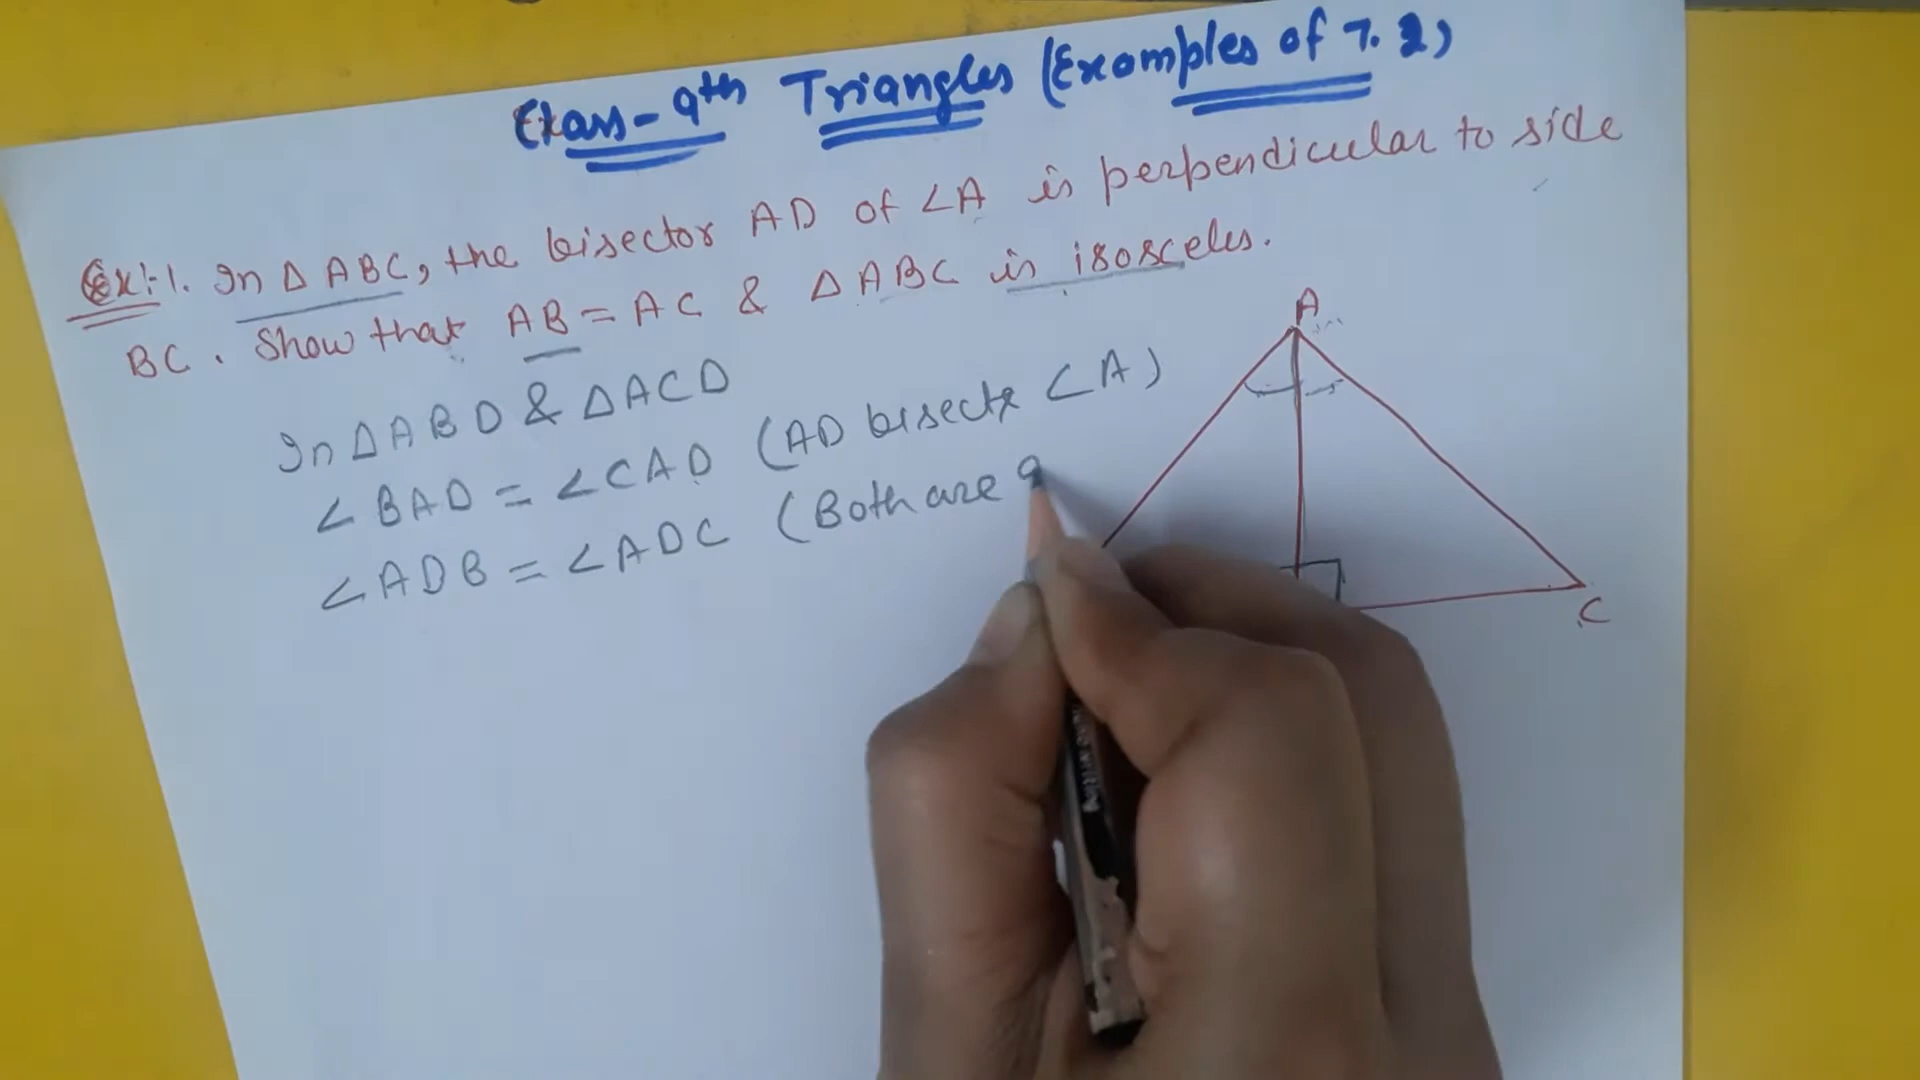 Class-9th Triangles (Examples of 7.2)
Ex:-1. In Δ ABC, the bisector AD of ∠A is perpendicular to side
BC. Show that AB = AC & Δ ABC is isosceles.
In Δ ABD & Δ ACD
∠BAD = ∠CAD (AD bisects ∠A)
∠ADB = ∠ADC (Both are 9
A
C